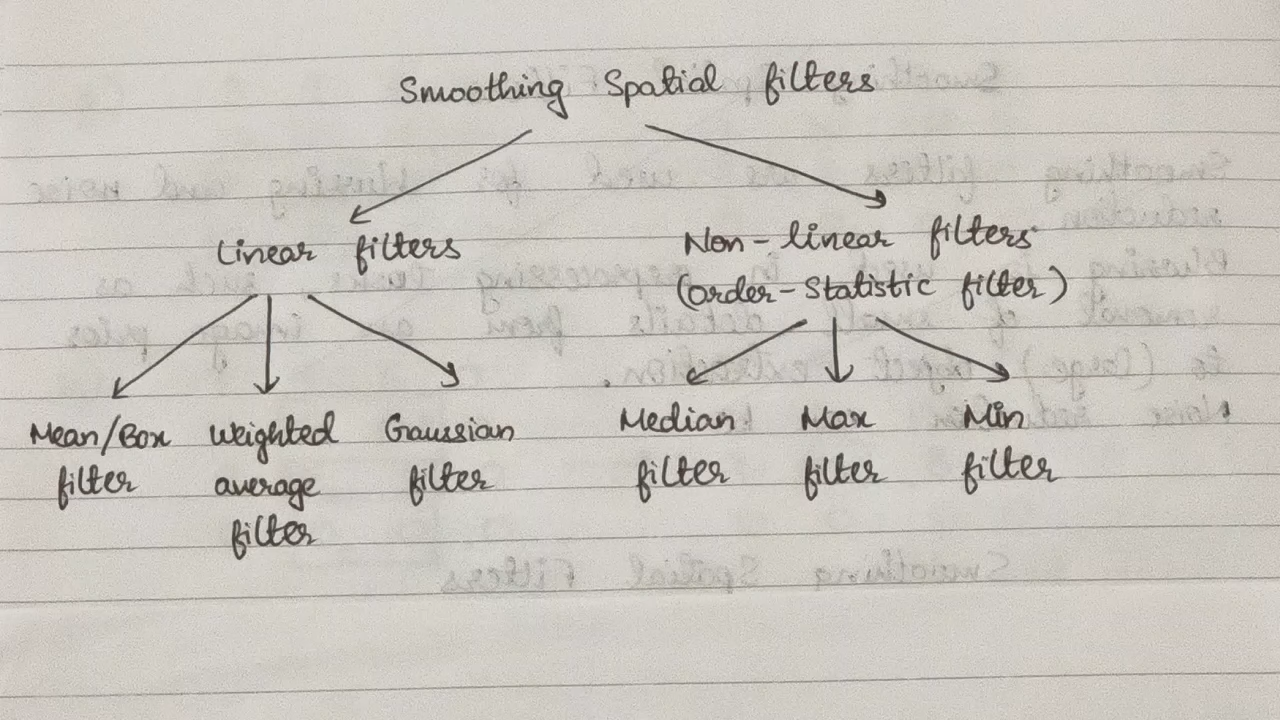 Smoothing Spatial filters
Linear filters
Non-linear filters
(order-Statistic filter)
Mean/Box filter
Weighted average filter
Gaussian filter
Median filter
Max filter
Min filter